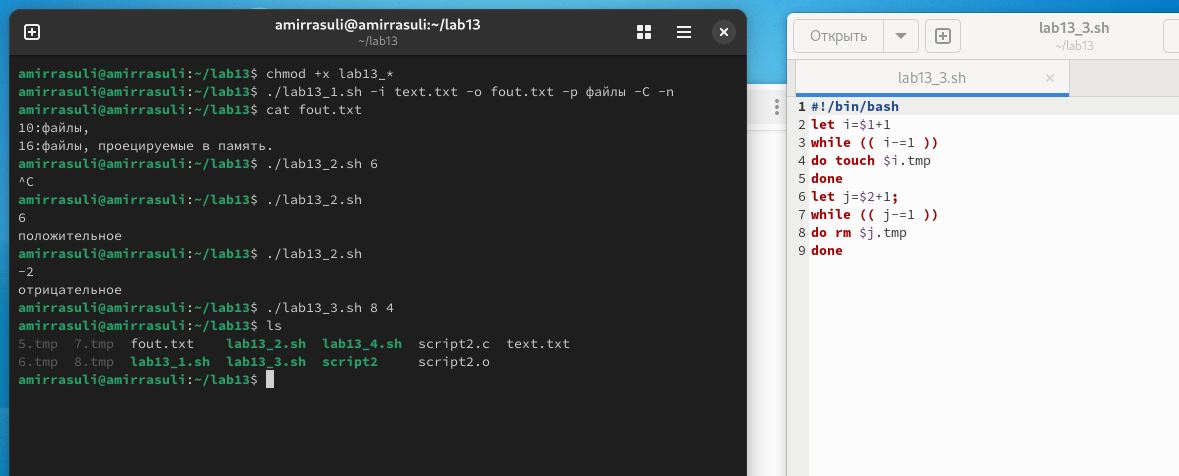 amirrasuli@amirrasuli:~/lab13
~/lab13
amirrasuli@amirrasuli:~/lab13$ chmod +x lab13_*
amirrasuli@amirrasuli:~/lab13$ ./lab13_1.sh -i text.txt -o fout.txt -p файлы -C -n
amirrasuli@amirrasuli:~/lab13$ cat fout.txt
10:файлы,
16:файлы, проецируемые в память.
amirrasuli@amirrasuli:~/lab13$ ./lab13_2.sh 6
^C
amirrasuli@amirrasuli:~/lab13$ ./lab13_2.sh
6
положительное
amirrasuli@amirrasuli:~/lab13$ ./lab13_2.sh
-2
отрицательное
amirrasuli@amirrasuli:~/lab13$ ./lab13_3.sh 8 4
amirrasuli@amirrasuli:~/lab13$ ls
5.tmp 7.tmp fout.txt lab13_2.sh lab13_4.sh script2.c text.txt
6.tmp 8.tmp lab13_1.sh lab13_3.sh script2 script2.o
amirrasuli@amirrasuli:~/lab13$
Открыть
lab13_3.sh
~/lab13
lab13_3.sh
1 #!/bin/bash
2 let i=$1+1
3 while (( i-=1 ))
4 do touch $i.tmp
5 done
6 let j=$2+1;
7 while (( j-=1 ))
8 do rm $j.tmp
9 done